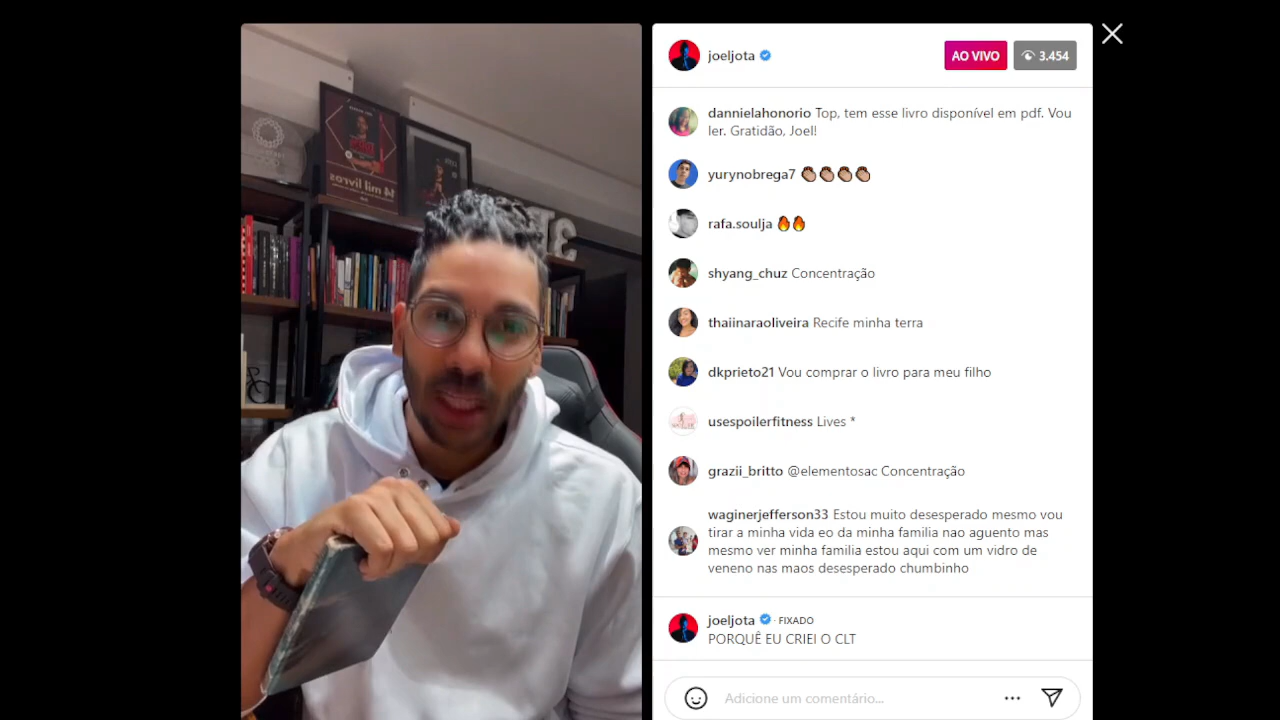 joeljota
AO VIVO
3.454
dannielahonorio Top, tem esse livro disponível em pdf. Vou
ler. Gratidão, Joel!
yurynobrega7 👏🏼👏🏼👏🏼👏🏼
rafa.soulja 🔥🔥
shyang_chuz Concentração
thaiinaraoliveira Recife minha terra
dkprieto21 Vou comprar o livro para meu filho
usespoilerfitness Lives *
grazii_britto @elementosac Concentração
waginerjefferson33 Estou muito desesperado mesmo vou
tirar a minha vida eo da minha familia nao aguento mas
mesmo ver minha familia estou aqui com um vidro de
veneno nas maos desesperado chumbinho
joeljota · FIXADO
PORQUÊ EU CRIEI O CLT
Adicione um comentário...
14 mil livros